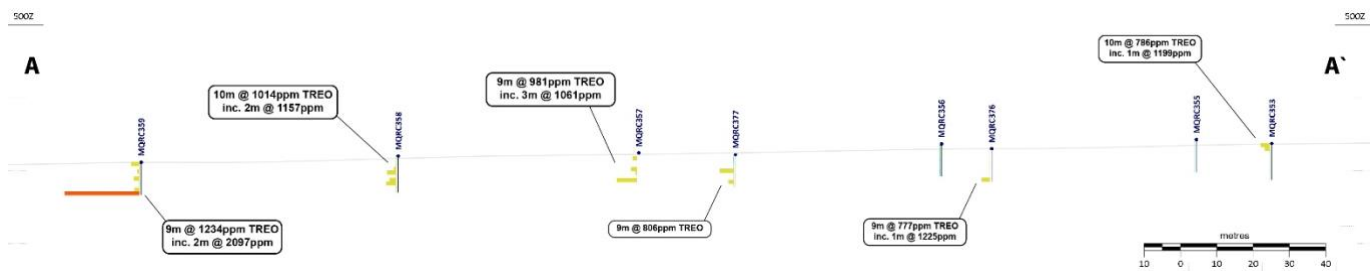 500Z
500Z
A
A`
10m @ 786ppm TREO
inc. 1m @ 1199ppm
9m @ 981ppm TREO
inc. 3m @ 1061ppm
10m @ 1014ppm TREO
inc. 2m @ 1157ppm
MQRC359
MQRC358
MQRC357
MQRC377
MQRC356
MQRC376
MQRC355
MQRC353
9m @ 1234ppm TREO
inc. 2m @ 2097ppm
9m @ 806ppm TREO
9m @ 777ppm TREO
inc. 1m @ 1225ppm
metres
10 0 10 20 30 40